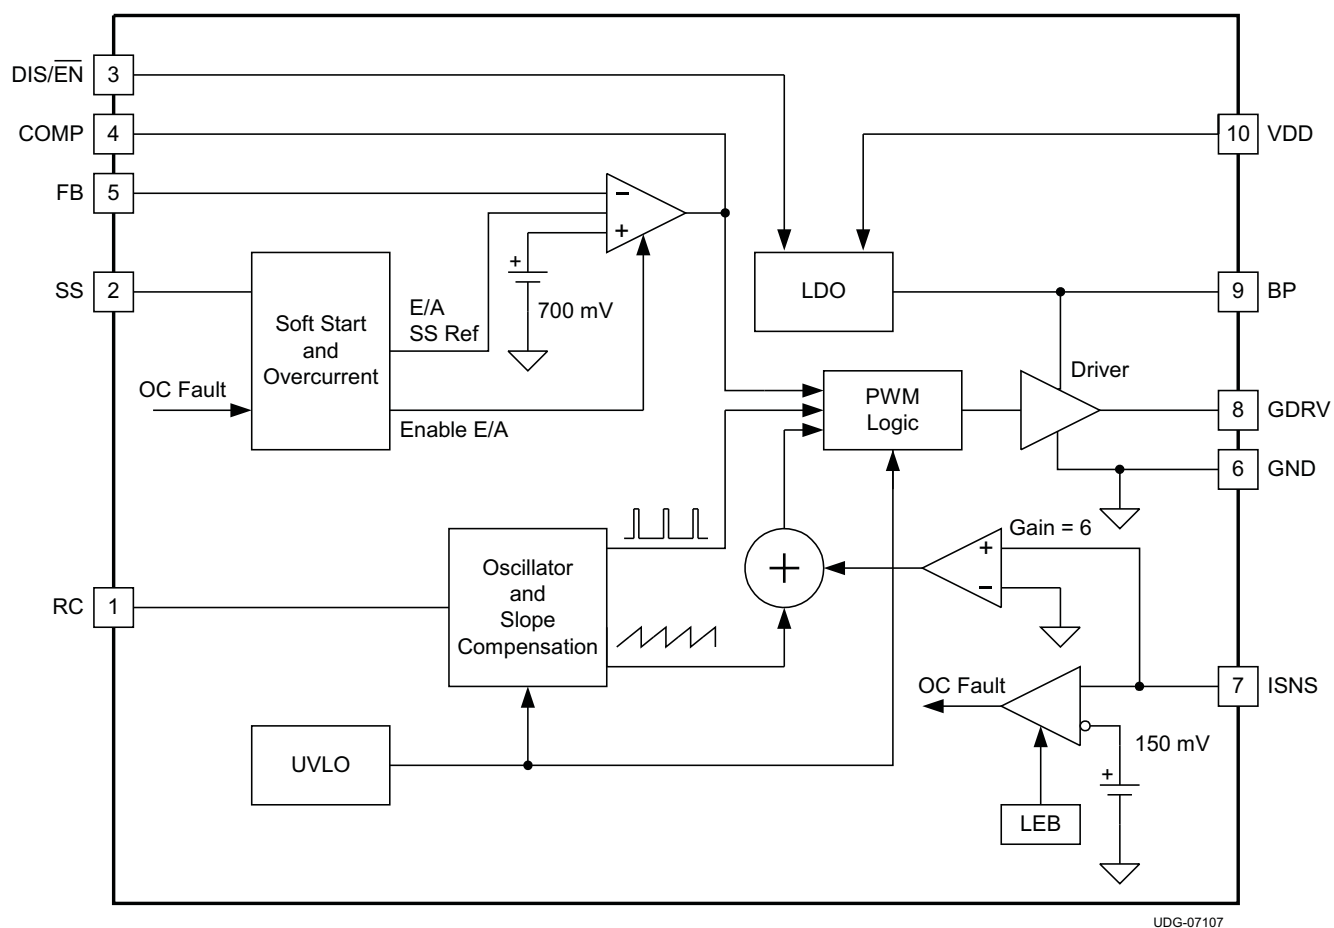 DIS/EN
3
COMP
4
FB
5
SS
2
RC
1
10
VDD
9
BP
8
GDRV
6
GND
7
ISNS
Soft Start
and
Overcurrent
OC Fault
E/A
SS Ref
Enable E/A
−
+
+
700 mV
LDO
PWM
Logic
Driver
Oscillator
and
Slope
Compensation
+
Gain = 6
+
−
UVLO
OC Fault
150 mV
+
LEB
UDG-07107